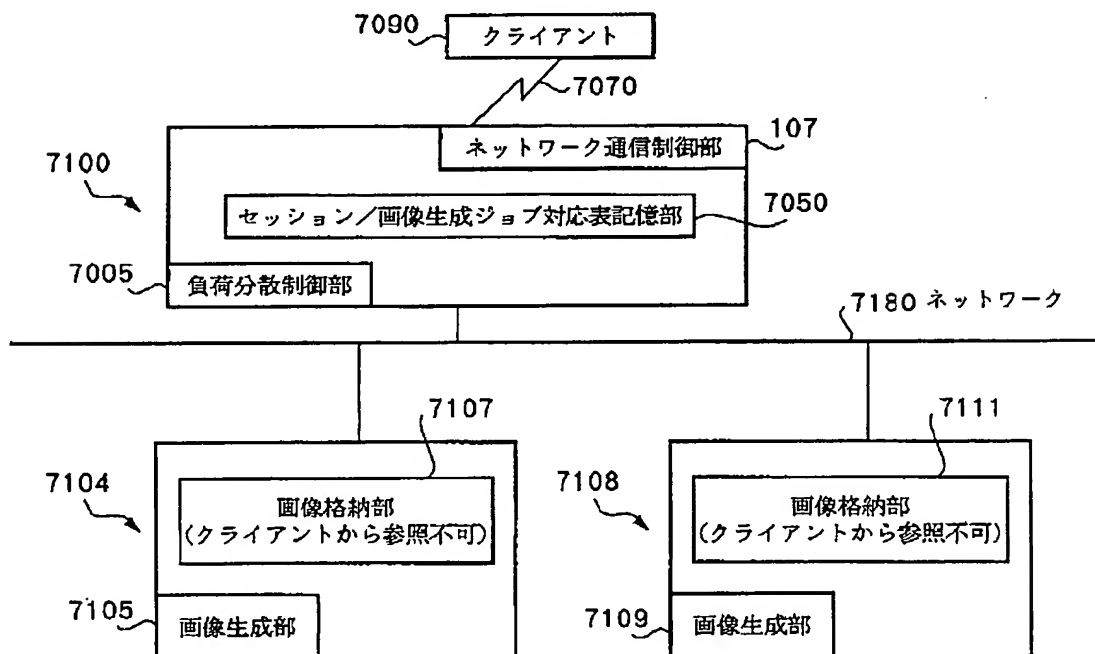 7090
クライアント
7070
107
ネットワーク通信制御部
7100
セッション／画像生成ジョブ対応表記憶部
7050
7005
負荷分散制御部
7180 ネットワーク
7107
7111
7104
画像格納部
(クライアントから参照不可)
7108
画像格納部
(クライアントから参照不可)
7105
画像生成部
7109
画像生成部